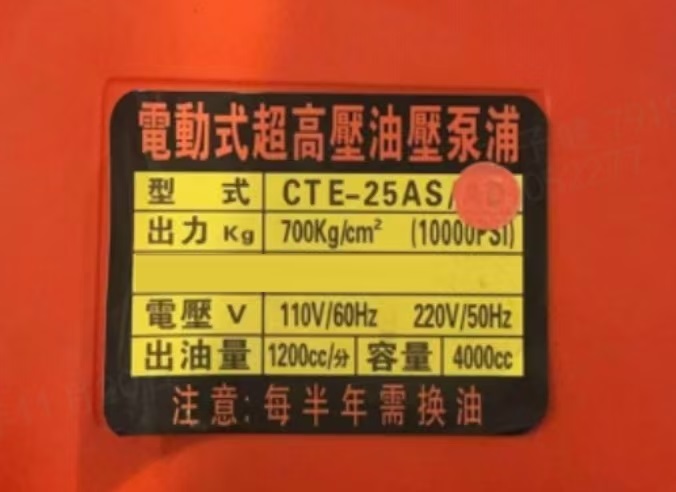 電動式超高壓油壓泵浦
型 式 CTE-25AS/
出力 Kg 700Kg/cm² (10000PSI)
電壓 V 110V/60Hz 220V/50Hz
出油量 1200cc/分 容量 4000cc
注意:每半年需换油